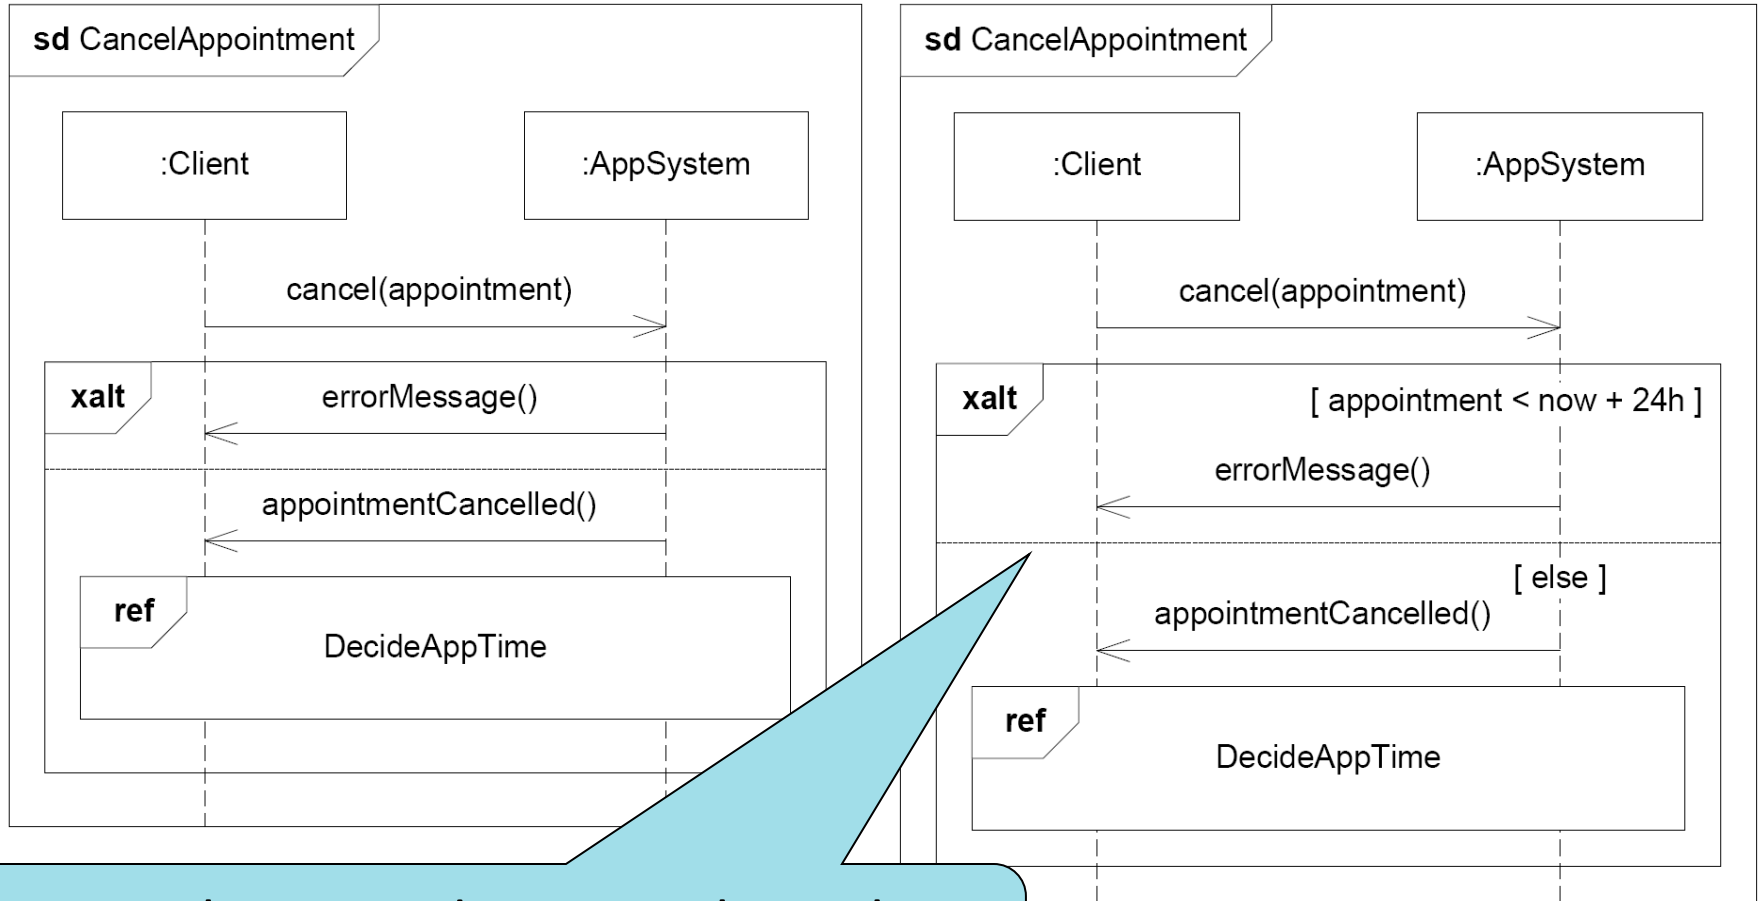 sd CancelAppointment
:Client
:AppSystem
cancel(appointment)
xalt
errorMessage()
appointmentCancelled()
ref
DecideAppTime
sd CancelAppointment
:Client
:AppSystem
cancel(appointment)
xalt
[ appointment < now + 24h ]
errorMessage()
[ else ]
appointmentCancelled()
ref
DecideAppTime